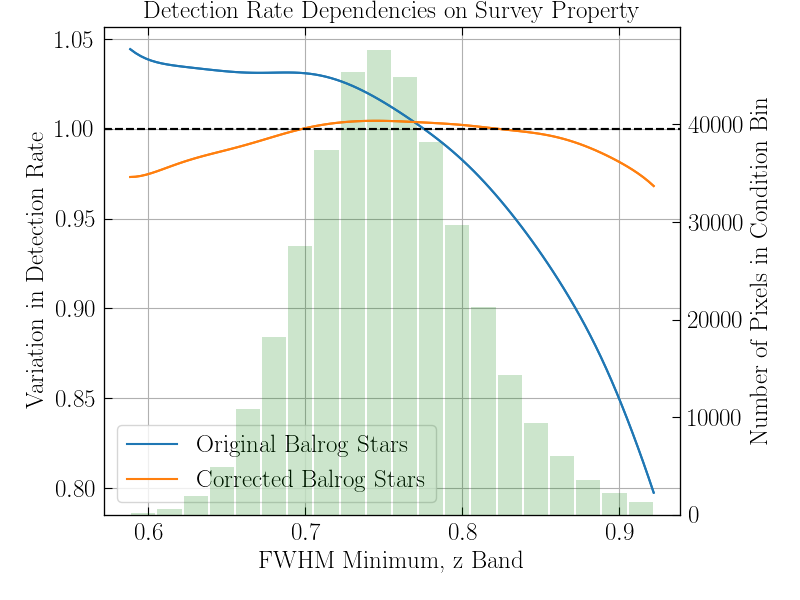 Detection Rate Dependencies on Survey Property
Variation in Detection Rate
1.05
1.00
0.95
0.90
0.85
0.80
Original Balrog Stars
Corrected Balrog Stars
0.6
0.7
0.8
0.9
FWHM Minimum, z Band
40000
30000
20000
10000
0
Number of Pixels in Condition Bin